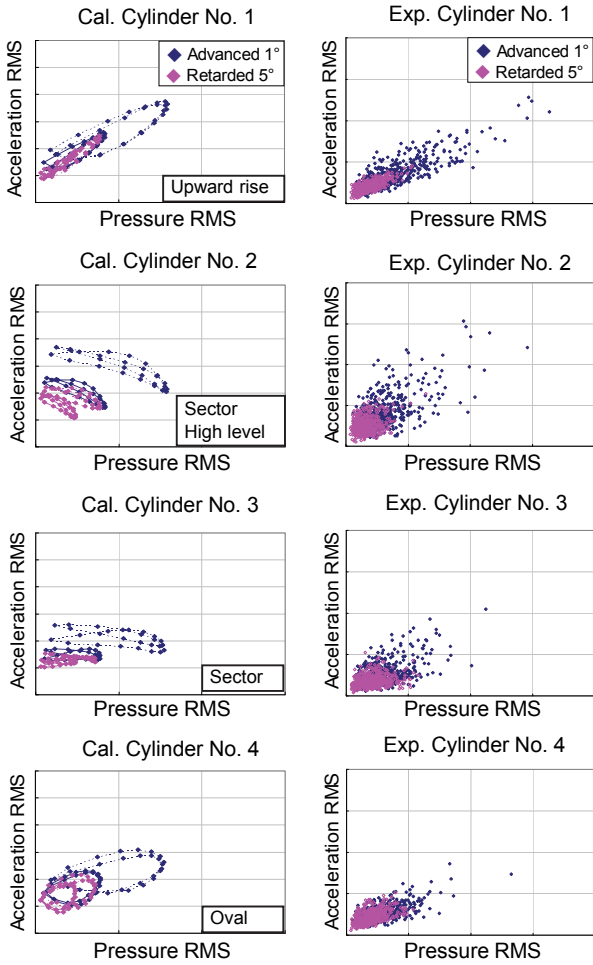 Cal. Cylinder No. 1
Exp. Cylinder No. 1
Acceleration RMS
Advanced 1°
Retarded 5°
Upward rise
Pressure RMS
Acceleration RMS
Advanced 1°
Retarded 5°
Pressure RMS
Cal. Cylinder No. 2
Exp. Cylinder No. 2
Acceleration RMS
Sector
High level
Pressure RMS
Acceleration RMS
Pressure RMS
Cal. Cylinder No. 3
Exp. Cylinder No. 3
Acceleration RMS
Sector
Pressure RMS
Acceleration RMS
Pressure RMS
Cal. Cylinder No. 4
Exp. Cylinder No. 4
Acceleration RMS
Oval
Pressure RMS
Acceleration RMS
Pressure RMS